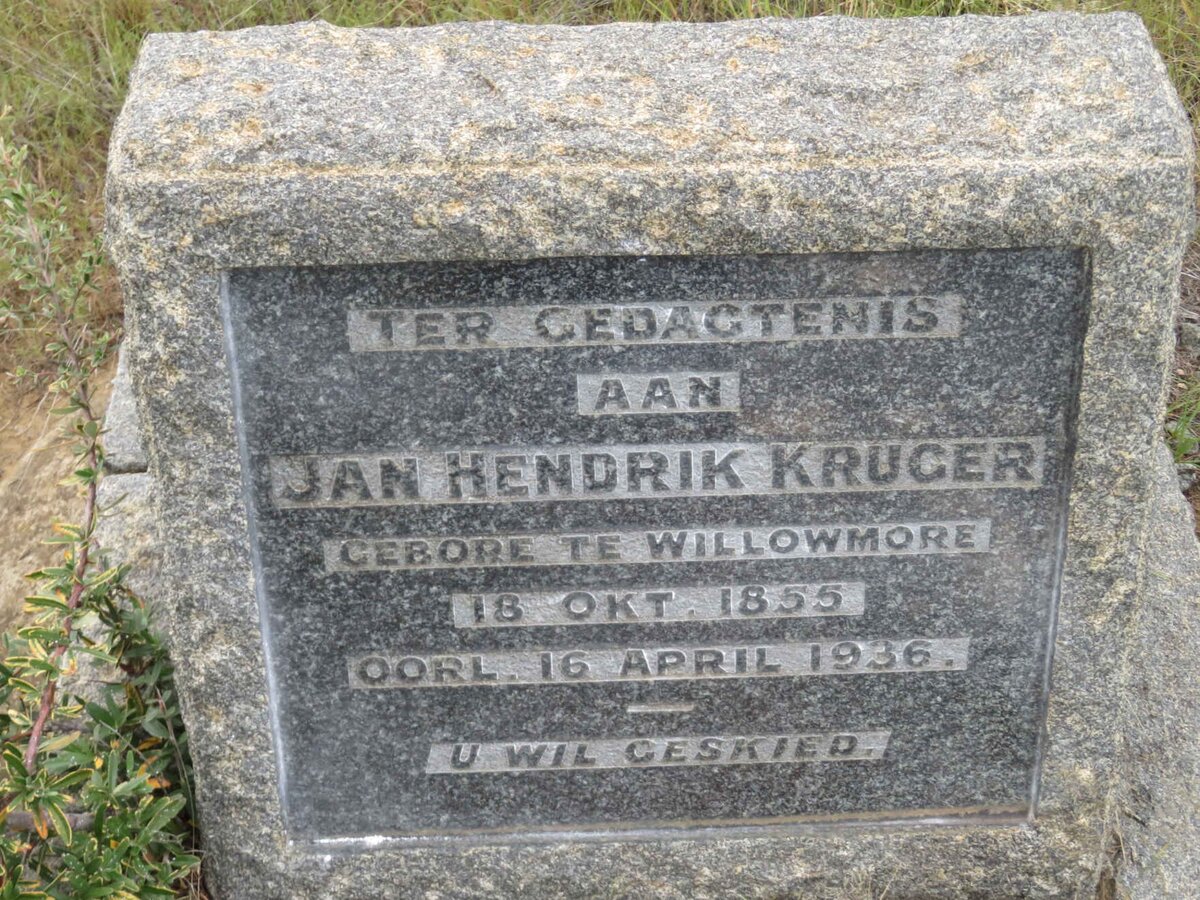 TER GEDAGTENIS
AAN
JAN HENDRIK KRUGER
GEBORE TE WILLOWMORE
18 OKT. 1855
OORL. 16 APRIL 1936.
U WIL GESKIED.